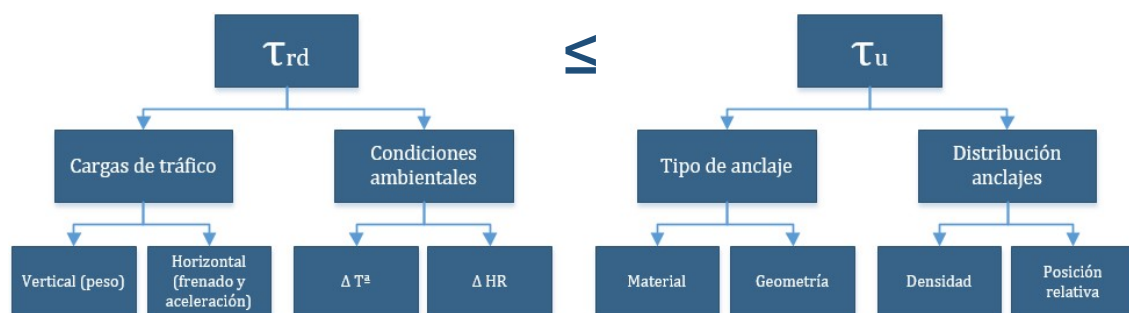 τrd
≤
τu
Cargas de tráfico
Condiciones
ambientales
Tipo de anclaje
Distribución
anclajes
Vertical (peso)
Horizontal
(frenado y
aceleración)
Δ Tª
Δ HR
Material
Geometría
Densidad
Posición
relativa